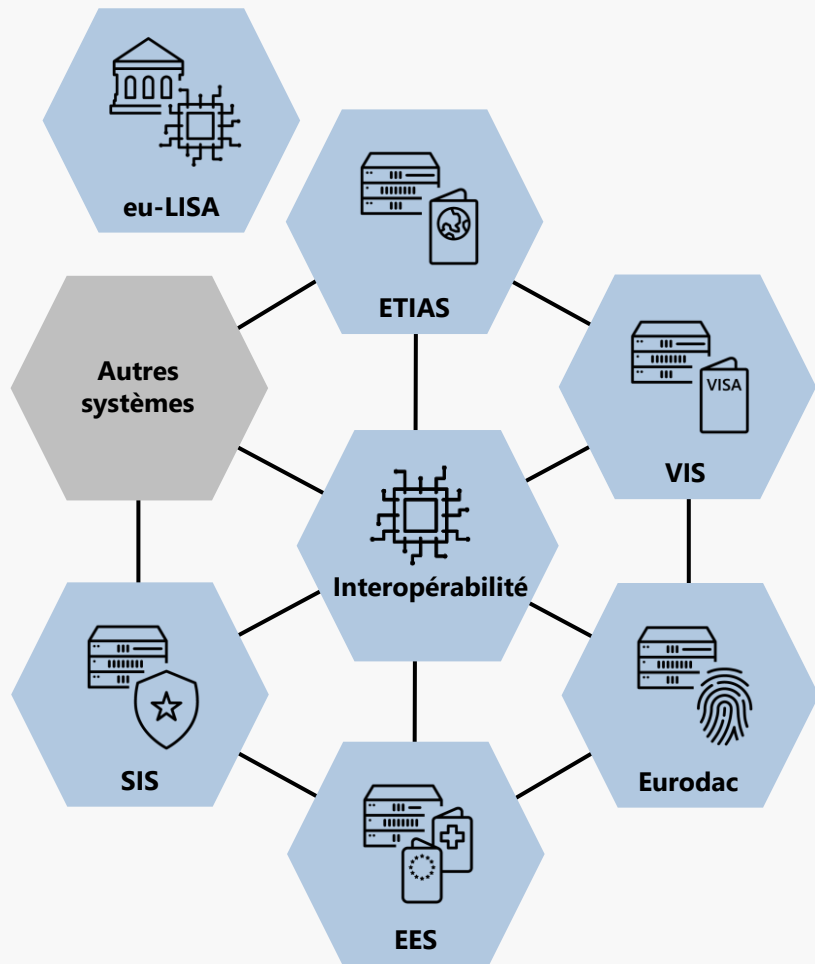 eu-LISA
ETIAS
Autres
systèmes
VISA
VIS
Interopérabilité
SIS
Eurodac
EES